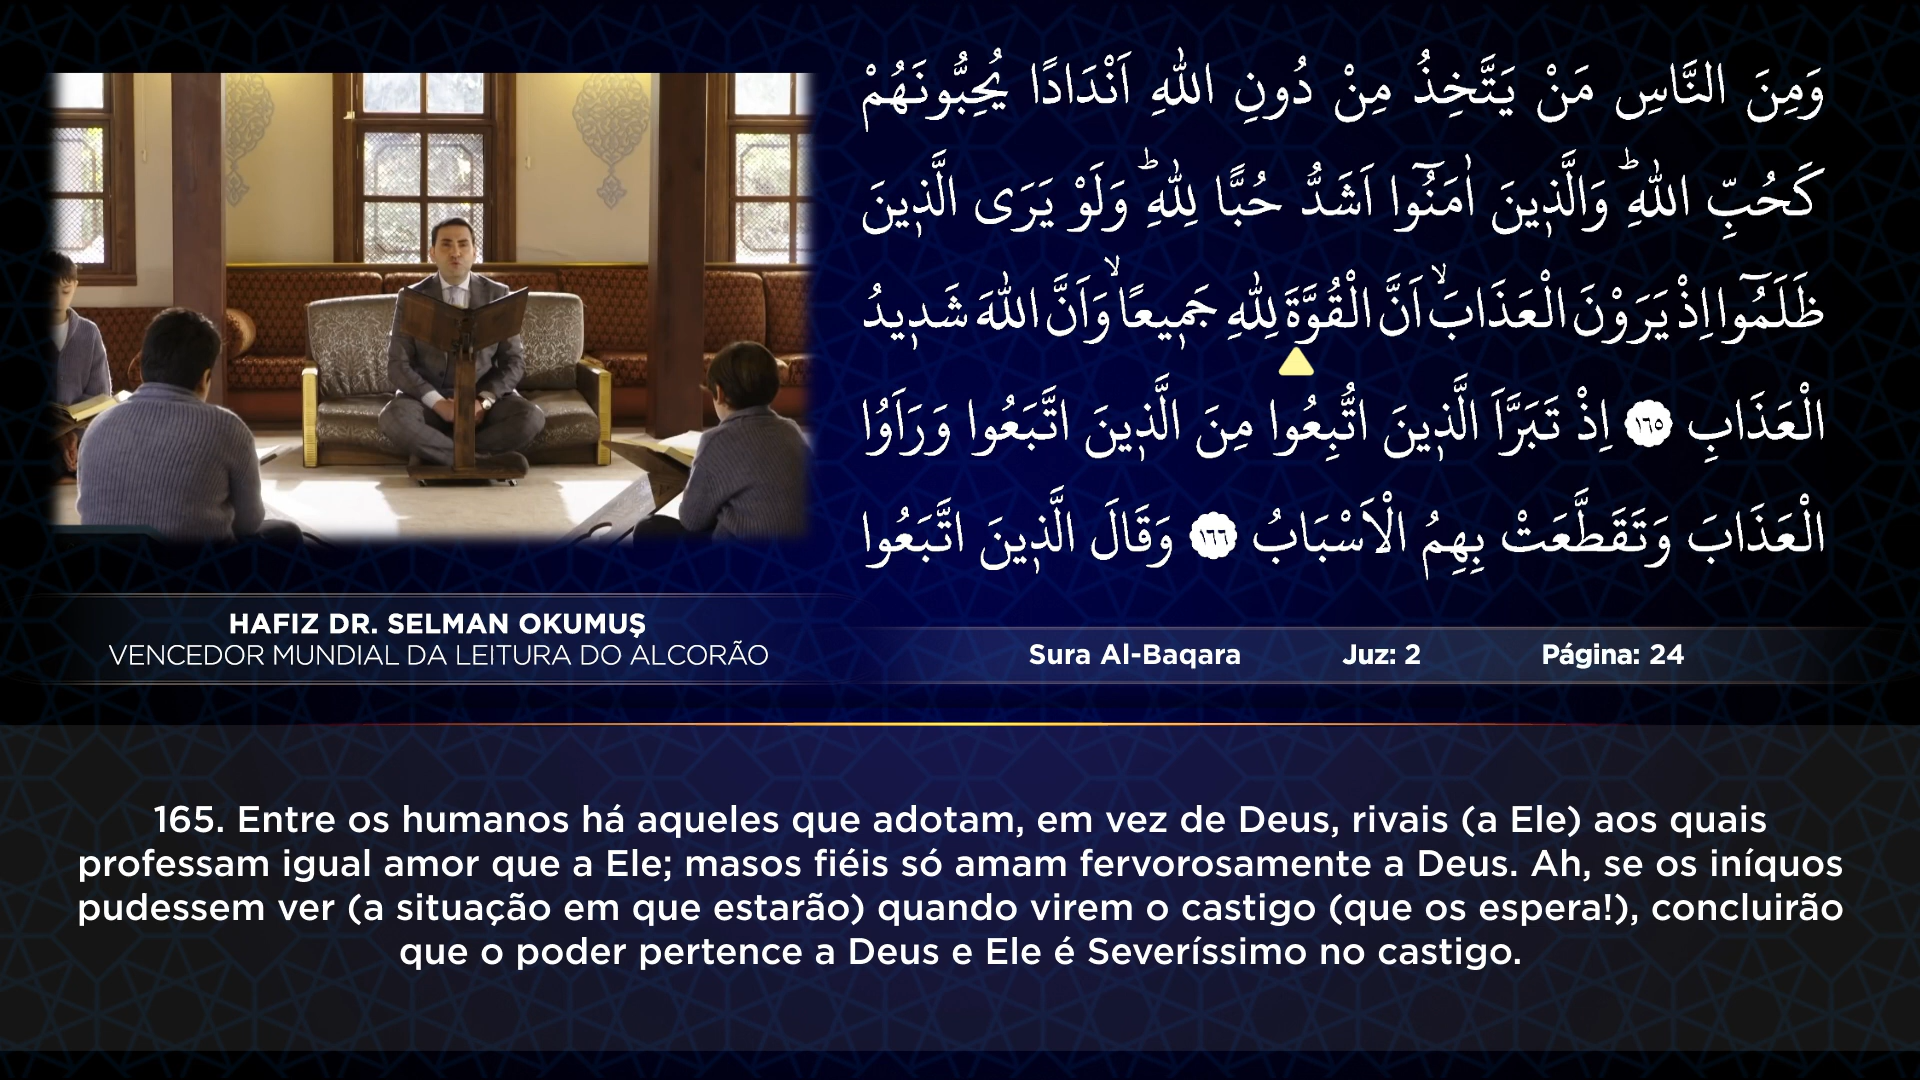 وَمِنَ النَّاسِ مَنْ يَتَّخِذُ مِنْ دُونِ اللّٰهِ اَنْدَادًا يُحِبُّونَهُمْ
كَحُبِّ اللّٰهِؕ وَالَّذ۪ينَ اٰمَنُٓوا اَشَدُّ حُبًّا لِلّٰهِؕ وَلَوْ يَرَى الَّذ۪ينَ
ظَلَمُٓوا اِذْ يَرَوْنَ الْعَذَابَۙ اَنَّ الْقُوَّةَ لِلّٰهِ جَم۪يعًاۙ وَاَنَّ اللّٰهَ شَد۪يدُ
الْعَذَابِ ١٦٥ اِذْ تَبَرَّاَ الَّذ۪ينَ اتُّبِعُوا مِنَ الَّذ۪ينَ اتَّبَعُوا وَرَاَوُا
الْعَذَابَ وَتَقَطَّعَتْ بِهِمُ الْاَسْبَابُ ١٦٦ وَقَالَ الَّذ۪ينَ اتَّبَعُوا
HAFIZ DR. SELMAN OKUMUŞ
VENCEDOR MUNDIAL DA LEITURA DO ALCORÃO
Sura Al-Baqara Juz: 2 Página: 24
165. Entre os humanos há aqueles que adotam, em vez de Deus, rivais (a Ele) aos quais
professam igual amor que a Ele; masos fiéis só amam fervorosamente a Deus. Ah, se os iníquos
pudessem ver (a situação em que estarão) quando virem o castigo (que os espera!), concluirão
que o poder pertence a Deus e Ele é Severíssimo no castigo.